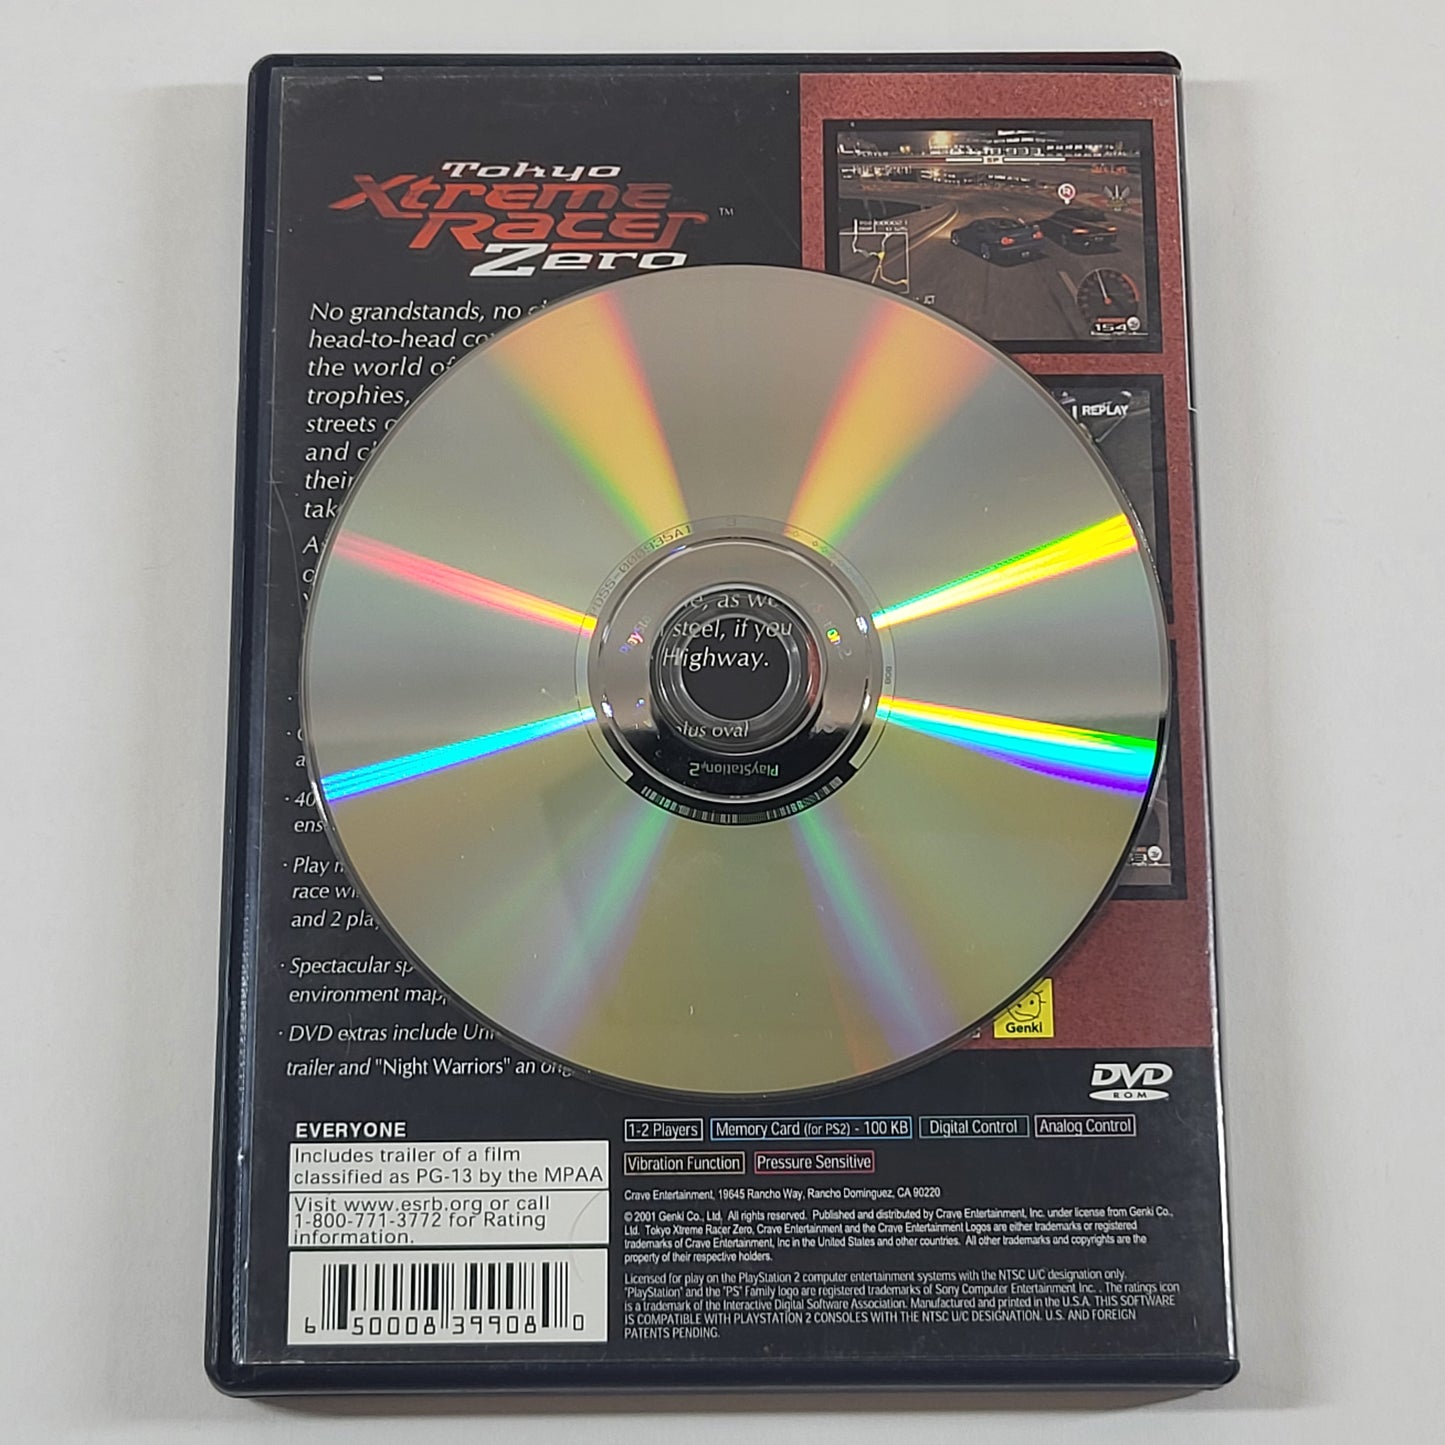 Tokyo
Xtreme
Racer ™
Zero
No grandstands, no
head-to-head
the world of
trophies,
streets
and
their
REPLAY
154
PDSS-000935A1
as we
steel, if you
Highway.
plus oval
PlayStation 2
· 40
· Play
race
and 2
· Spectacular
environment
· DVD extras include
trailer and "Night Warriors" an
Genki
DVD
ROM
EVERYONE
Includes trailer of a film
classified as PG-13 by the MPAA
Visit www.esrb.org or call
1-800-771-3772 for Rating
information.
6 50008 39908 0
1-2 Players
Memory Card (for PS2) - 100 KB
Digital Control
Analog Control
Vibration Function
Pressure Sensitive
Crave Entertainment, 19645 Rancho Way, Rancho Dominguez, CA 90220
© 2001 Genki Co., Ltd. All rights reserved. Published and distributed by Crave Entertainment, Inc. under license from Genki Co.,
Ltd. Tokyo Xtreme Racer Zero, Crave Entertainment and the Crave Entertainment Logos are either trademarks or registered
trademarks of Crave Entertainment, Inc in the United States and other countries. All other trademarks and copyrights are the
property of their respective holders.
Licensed for play on the PlayStation 2 computer entertainment systems with the NTSC U/C designation only.
"PlayStation" and the "PS" Family logo are registered trademarks of Sony Computer Entertainment Inc. . The ratings icon
is a trademark of the Interactive Digital Software Association. Manufactured and printed in the U.S.A. THIS SOFTWARE
IS COMPATIBLE WITH PLAYSTATION 2 CONSOLES WITH THE NTSC U/C DESIGNATION. U.S. AND FOREIGN
PATENTS PENDING.